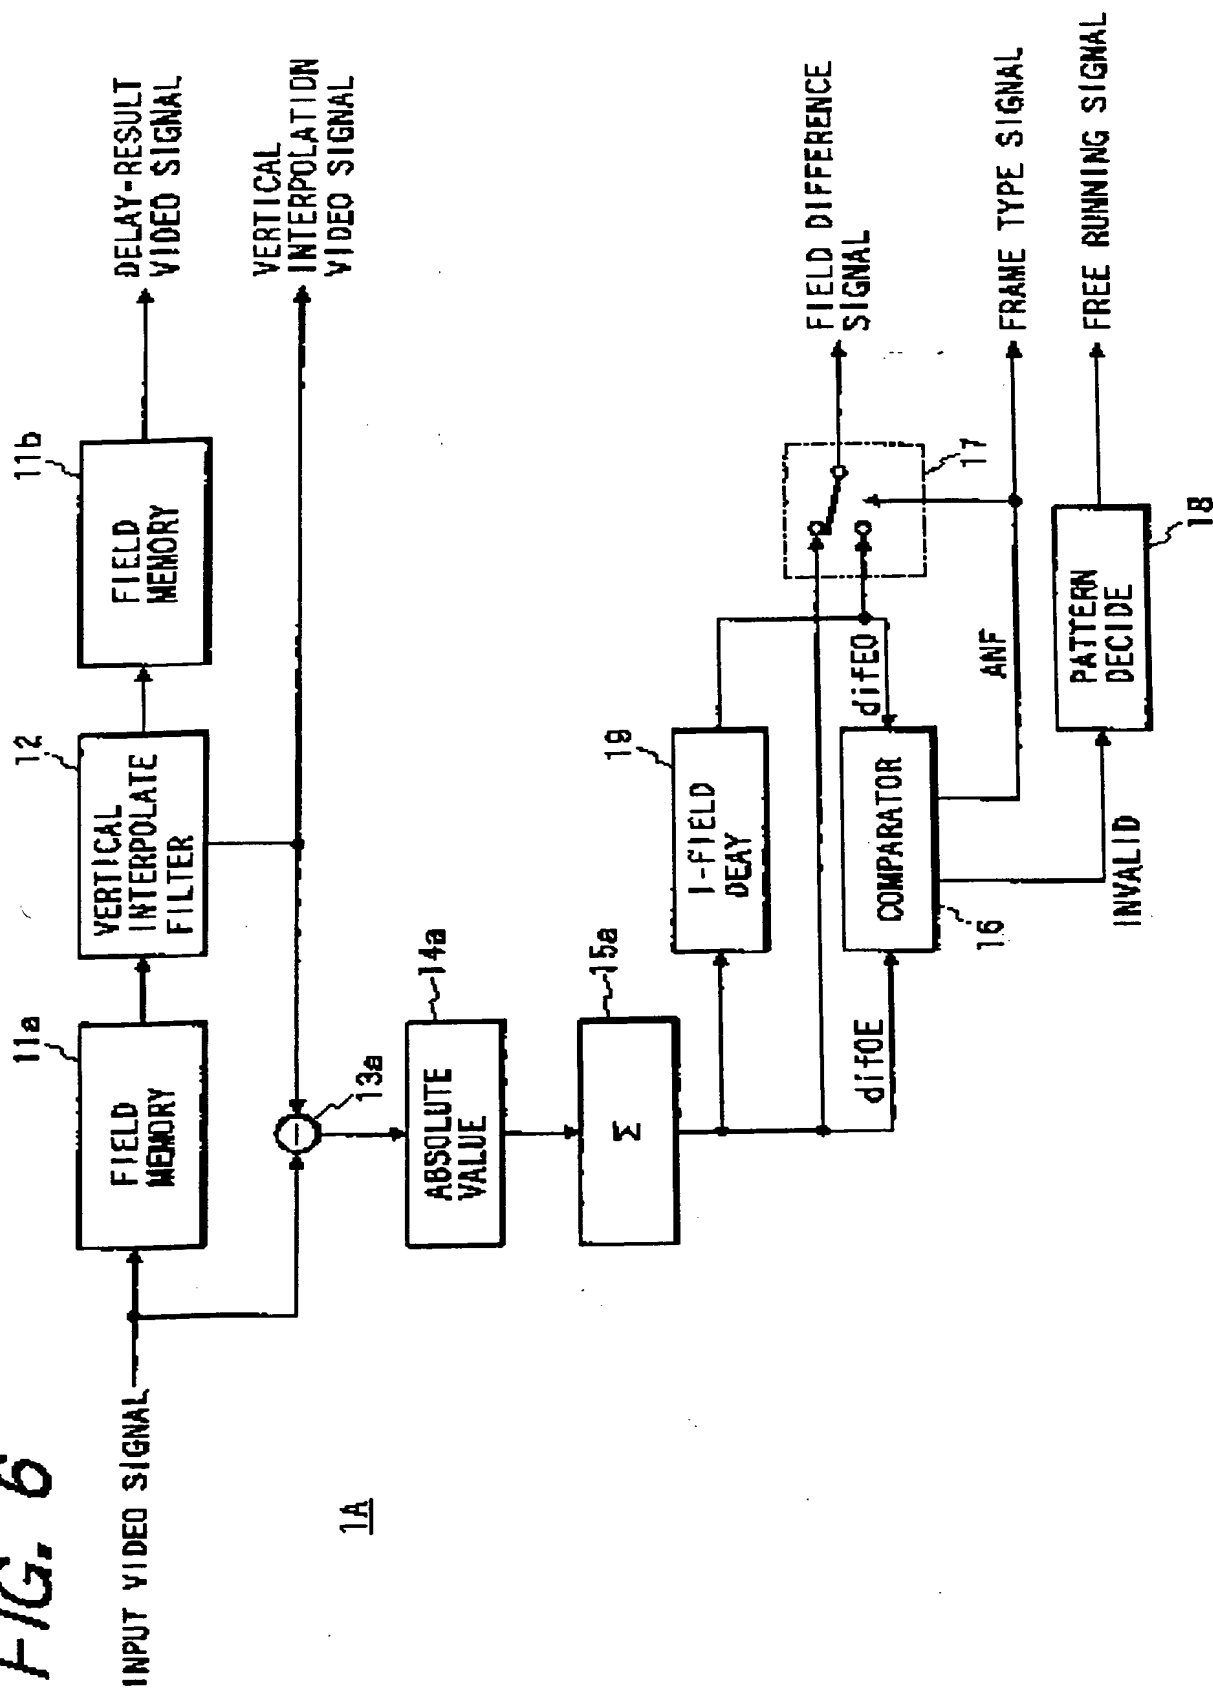 FIG. 6
INPUT VIDEO SIGNAL
1A
11a
FIELD
MEMORY
12
VERTICAL
INTERPOLATE
FILTER
11b
FIELD
MEMORY
DELAY-RESULT
VIDEO SIGNAL
VERTICAL
INTERPOLATION
VIDEO SIGNAL
13a
14a
ABSOLUTE
VALUE
15a
Σ
19
1-FIELD
DEAY
difEO
difOE
COMPARATOR
16
17
FIELD DIFFERENCE
SIGNAL
ANF
FRAME TYPE SIGNAL
INVALID
PATTERN
DECIDE
18
FREE RUNNING SIGNAL